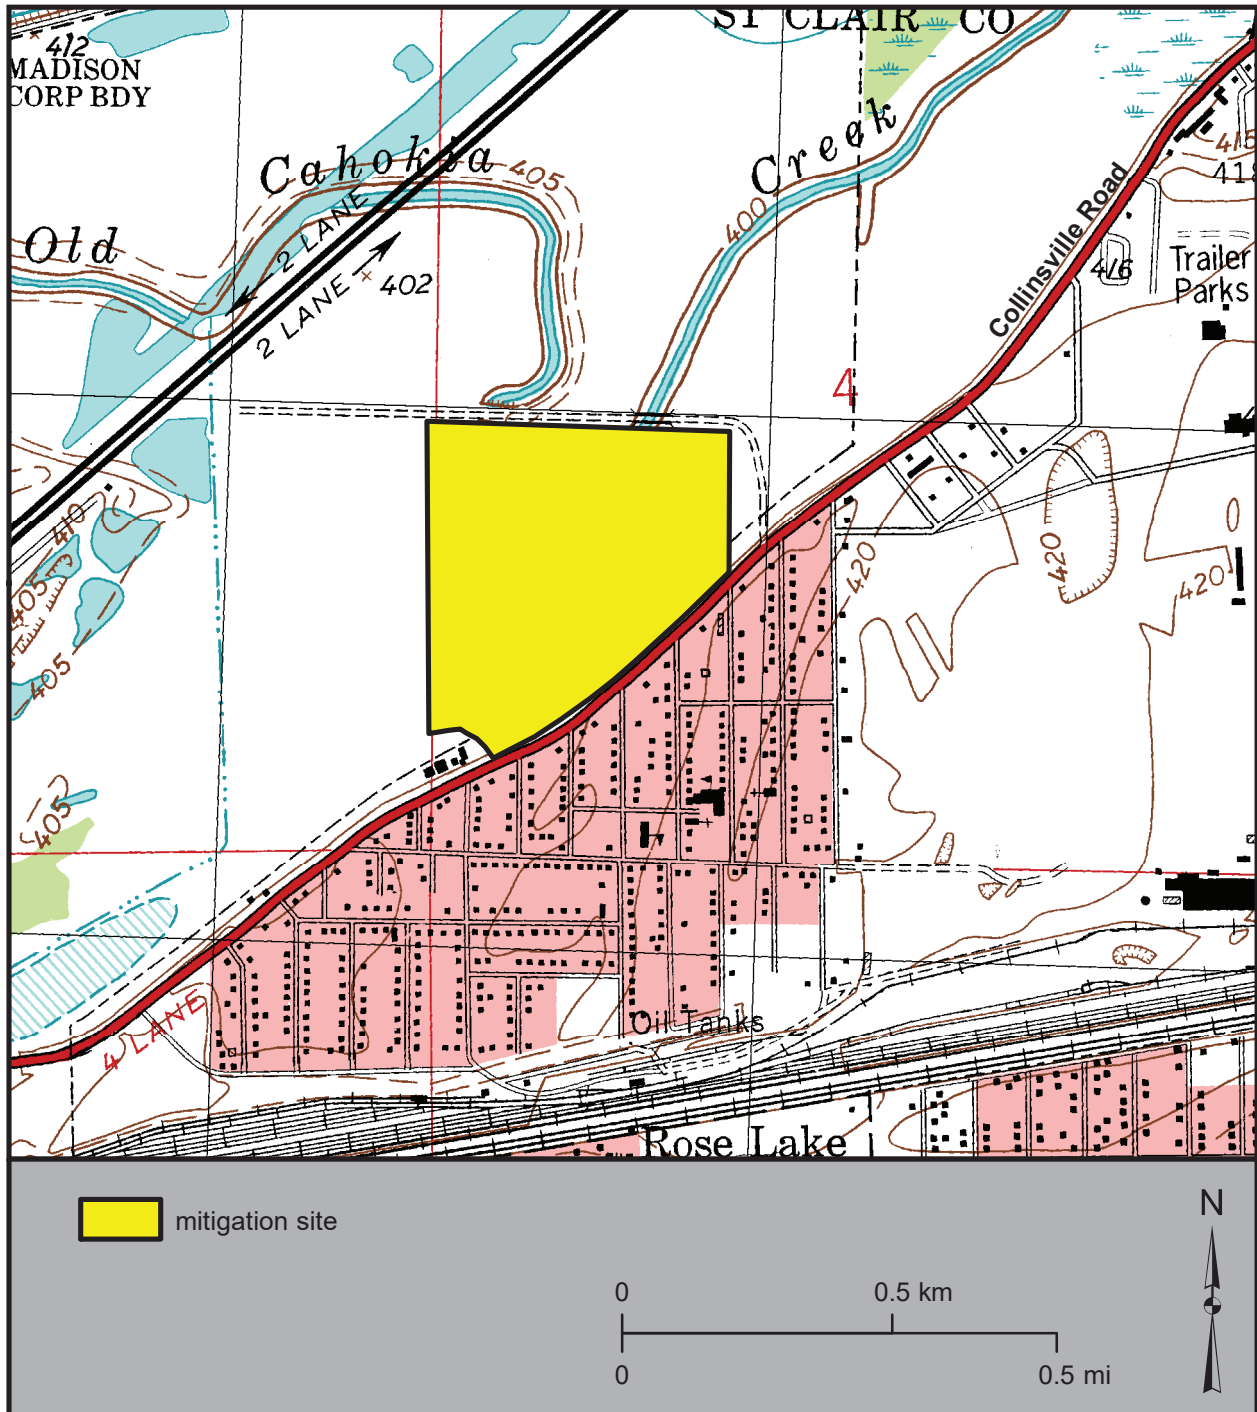 ST CLAIR CO
412
MADISON
CORP BDY
Cahokia
405
Creek
415
Old
2 LANE
2 LANE
402
400
Collinsville Road
416
Trailer
Parks
4
410
405
405
420
420
420
405
4 LANE
Oil Tanks
Rose Lake
mitigation site
N
0
0.5 km
0
0.5 mi